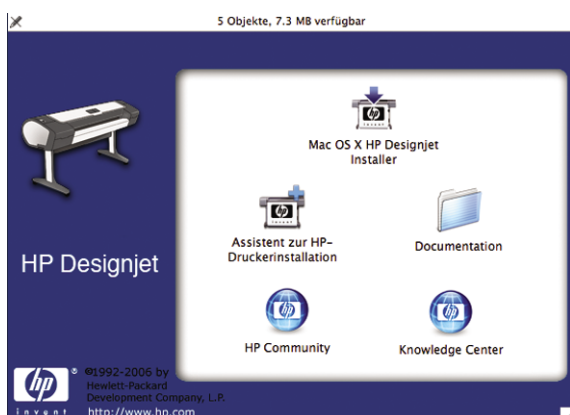 5 Objekte, 7.3 MB verfügbar
Mac OS X HP Designjet
Installer
Assistent zur HP-
Druckerinstallation
Documentation
HP Designjet
HP Community
Knowledge Center
hp
®
invent
©1992-2006 by
Hewlett-Packard
Development Company, L.P.
http://www.hp.com